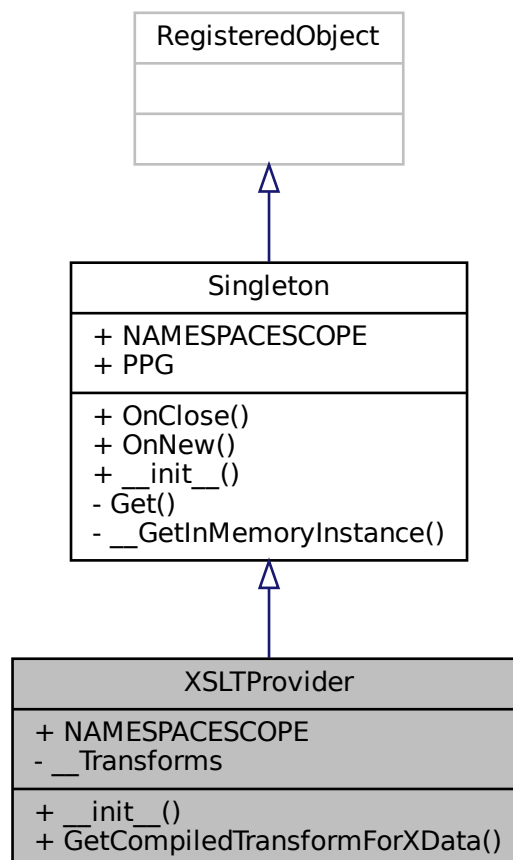 RegisteredObject
Singleton
+ NAMESPACESCOPE
+ PPG
+ OnClose()
+ OnNew()
+ __init__()
- Get()
- __GetInMemoryInstance()
XSLTProvider
+ NAMESPACESCOPE
- __Transforms
+ __init__()
+ GetCompiledTransformForXData()